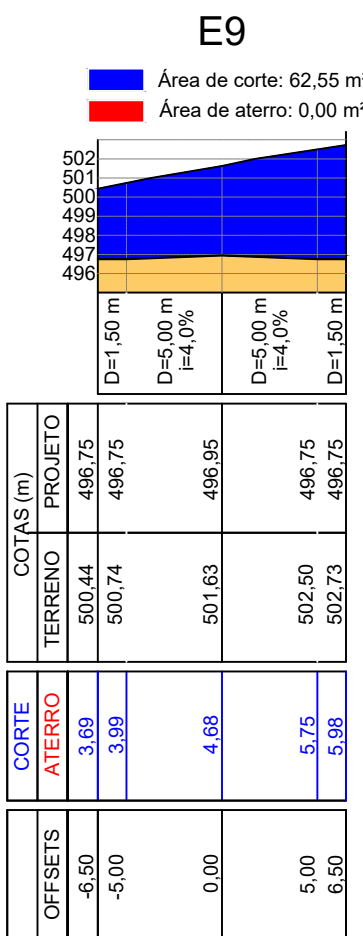 E9
Área de corte: 62,55 m²
Área de aterro: 0,00 m²
502
501
500
499
498
497
496
D=1,50 m
D=5,00 m
i=4,0%
D=5,00 m
i=4,0%
D=1,50 m
COTAS (m)
PROJETO
496,75
496,75
496,95
496,75
496,75
TERRENO
500,44
500,74
501,63
502,50
502,73
CORTE
ATERRO
3,69
3,99
4,68
5,75
5,98
OFFSETS
-6,50
-5,00
0,00
5,00
6,50